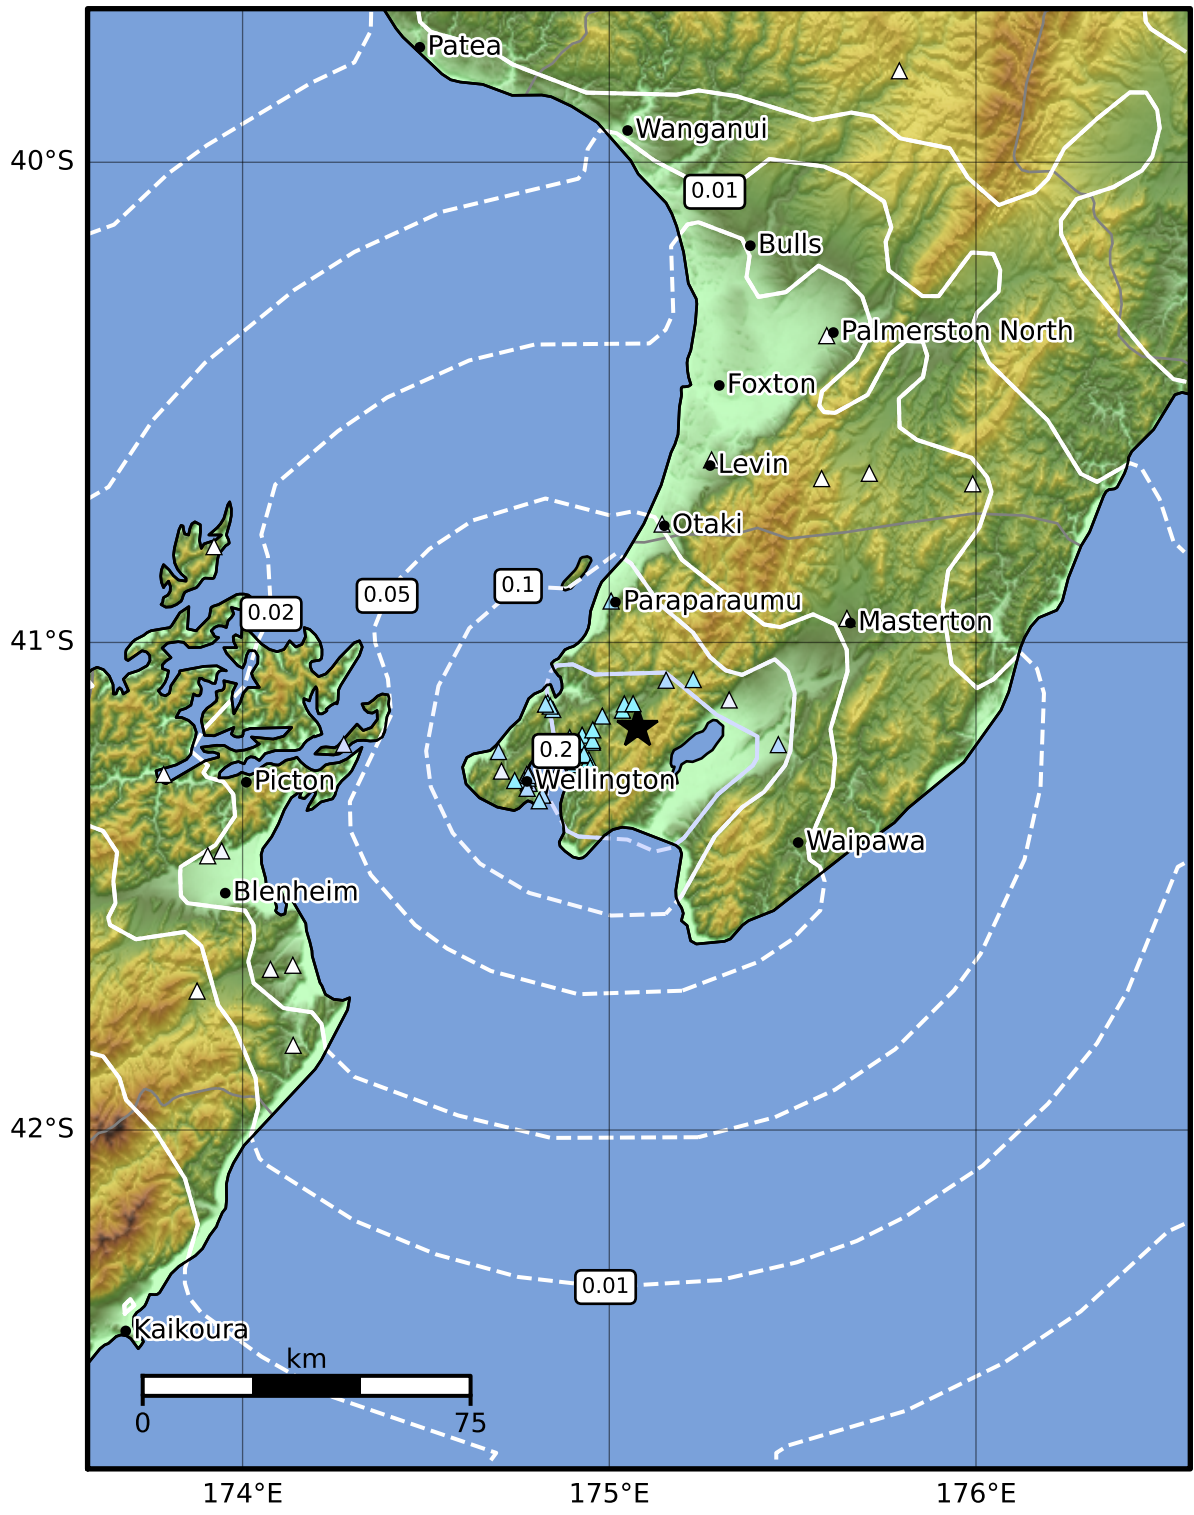 Patea
Wanganui
40°S
0.01
Bulls
Palmerston North
Foxton
Levin
Otaki
0.1
0.05
Paraparaumu
0.02
Masterton
41°S
0.2
Picton
Wellington
Waipawa
Blenheim
42°S
0.01
Kaikoura
km
0
75
174°E
175°E
176°E